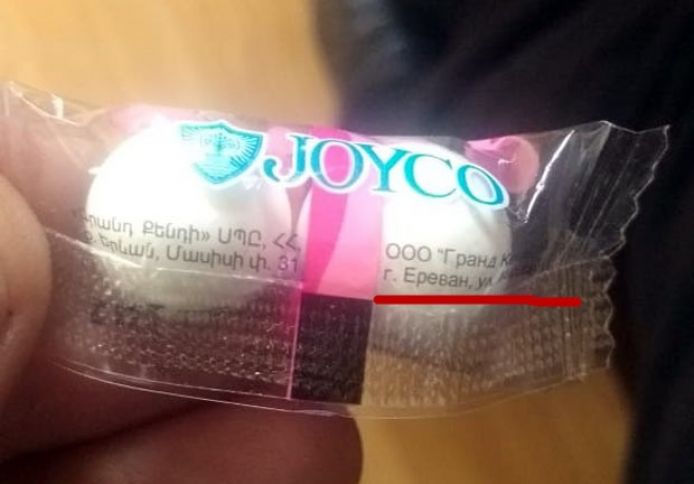 JOYCO
Քենդի» ՍՊԸ, ՀՀ,
Երևան, Մասիսի փ. 31
ООО "Гранд
г. Ереван, ул